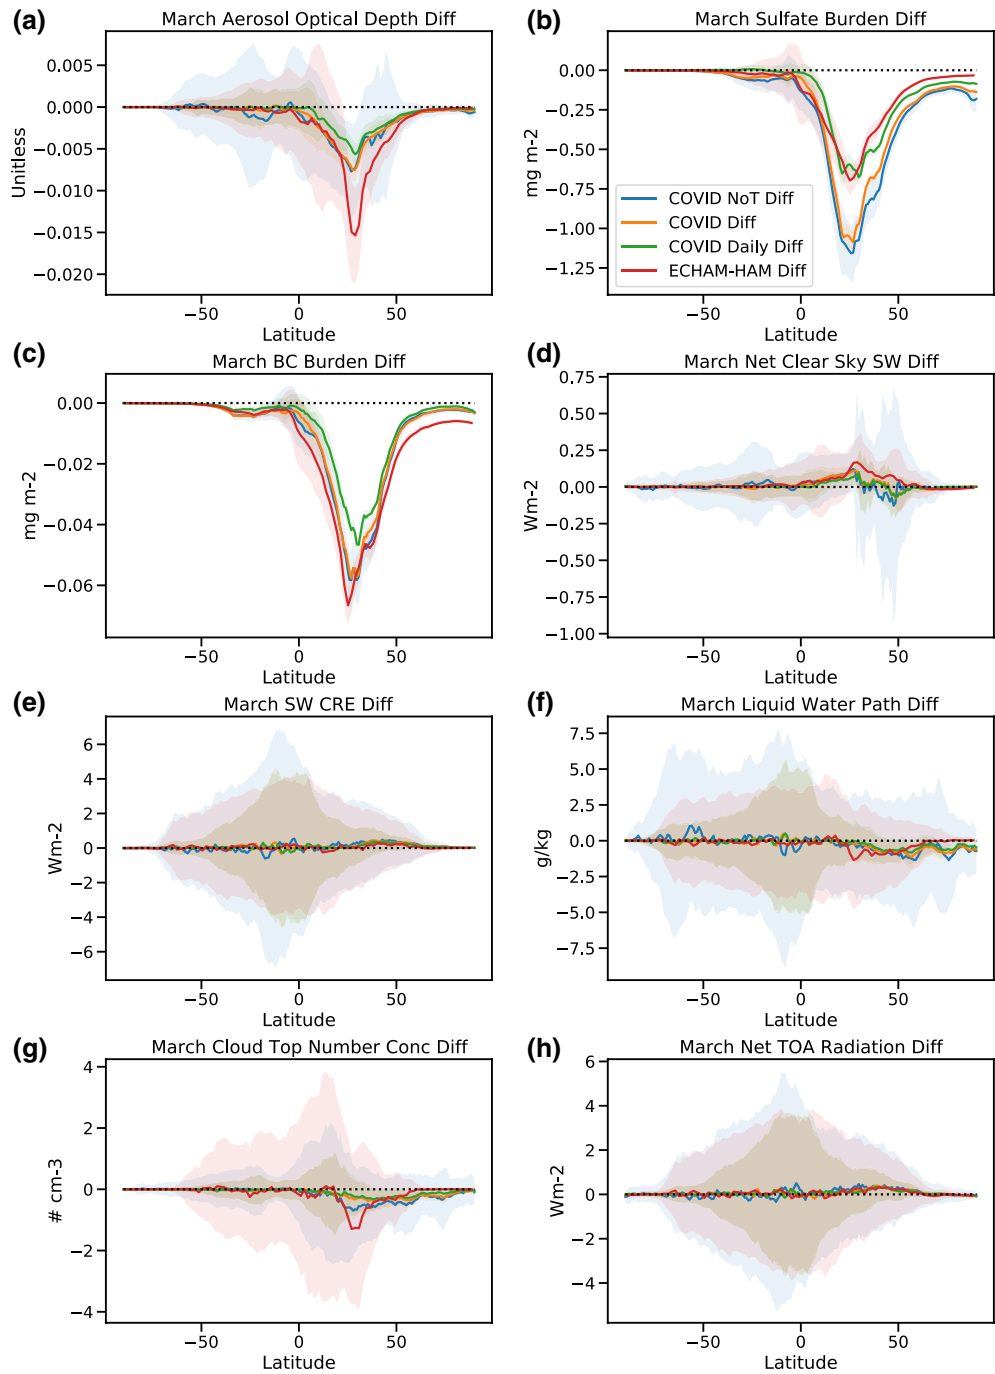 (a)
March Aerosol Optical Depth Diff
0.005
0.000
−0.005
−0.010
−0.015
−0.020
Unitless
−50
0
50
Latitude
(b)
March Sulfate Burden Diff
0.00
−0.25
−0.50
−0.75
−1.00
−1.25
mg m-2
COVID NoT Diff
COVID Diff
COVID Daily Diff
ECHAM-HAM Diff
−50
0
50
Latitude
(c)
March BC Burden Diff
0.00
−0.02
−0.04
−0.06
mg m-2
−50
0
50
Latitude
(d)
March Net Clear Sky SW Diff
0.75
0.50
0.25
0.00
−0.25
−0.50
−0.75
−1.00
Wm-2
−50
0
50
Latitude
(e)
March SW CRE Diff
6
4
2
0
−2
−4
−6
Wm-2
−50
0
50
Latitude
(f)
March Liquid Water Path Diff
7.5
5.0
2.5
0.0
−2.5
−5.0
−7.5
g/kg
−50
0
50
Latitude
(g)
March Cloud Top Number Conc Diff
4
2
0
−2
−4
# cm-3
−50
0
50
Latitude
(h)
March Net TOA Radiation Diff
6
4
2
0
−2
−4
Wm-2
−50
0
50
Latitude